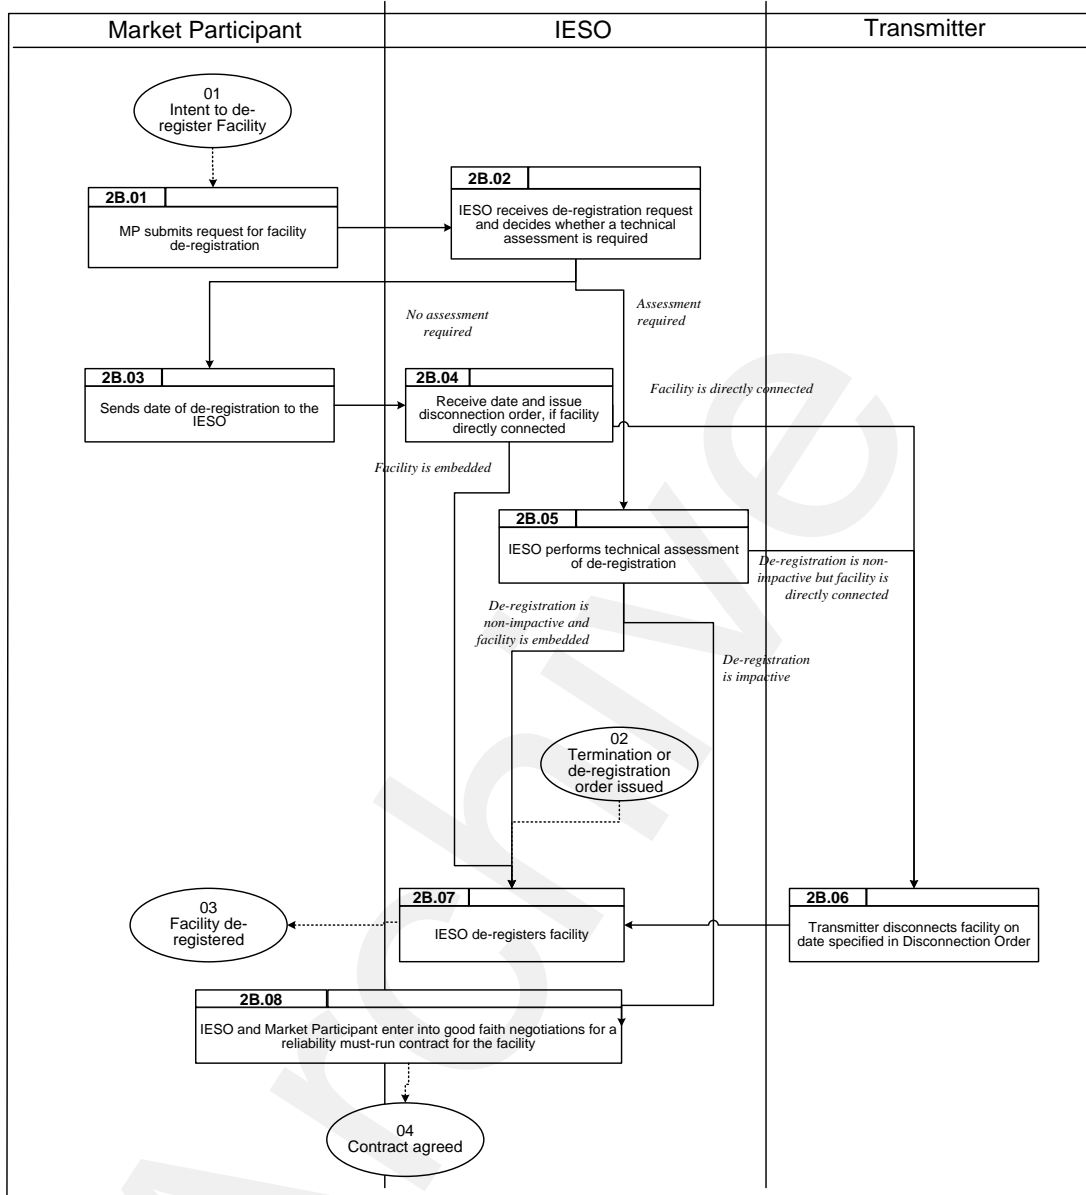 Market Participant
IESO
Transmitter
01
Intent to de-
register Facility
2B.01
MP submits request for facility
de-registration
2B.02
IESO receives de-registration request
and decides whether a technical
assessment is required
No assessment
required
Assessment
required
2B.03
Sends date of de-registration to the
IESO
2B.04
Receive date and issue
disconnection order, if facility
directly connected
Facility is directly connected
Facility is embedded
2B.05
IESO performs technical assessment
of de-registration
De-registration is non-
impactive but facility is
directly connected
De-registration is
non-impactive and
facility is embedded
De-registration
is impactive
02
Termination or
de-registration
order issued
03
Facility de-
registered
2B.07
IESO de-registers facility
2B.06
Transmitter disconnects facility on
date specified in Disconnection Order
2B.08
IESO and Market Participant enter into good faith negotiations for a
reliability must-run contract for the facility
04
Contract agreed
Archive